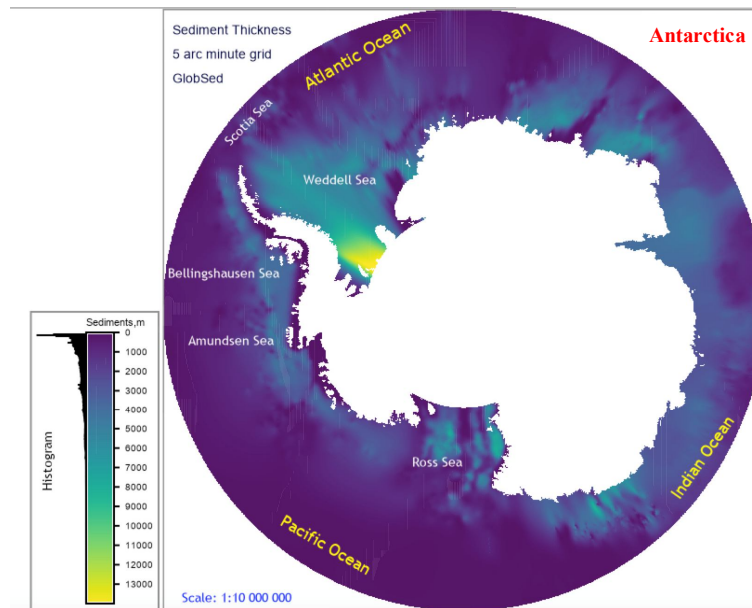 Sediment Thickness
5 arc minute grid
GlobSed
Antarctica
Atlantic Ocean
Scotia Sea
Weddell Sea
Bellingshausen Sea
Amundsen Sea
Ross Sea
Indian Ocean
Pacific Ocean
Scale: 1:10 000 000
Sediments,m
0
1000
2000
3000
4000
5000
6000
7000
8000
9000
10000
11000
12000
13000
Histogram